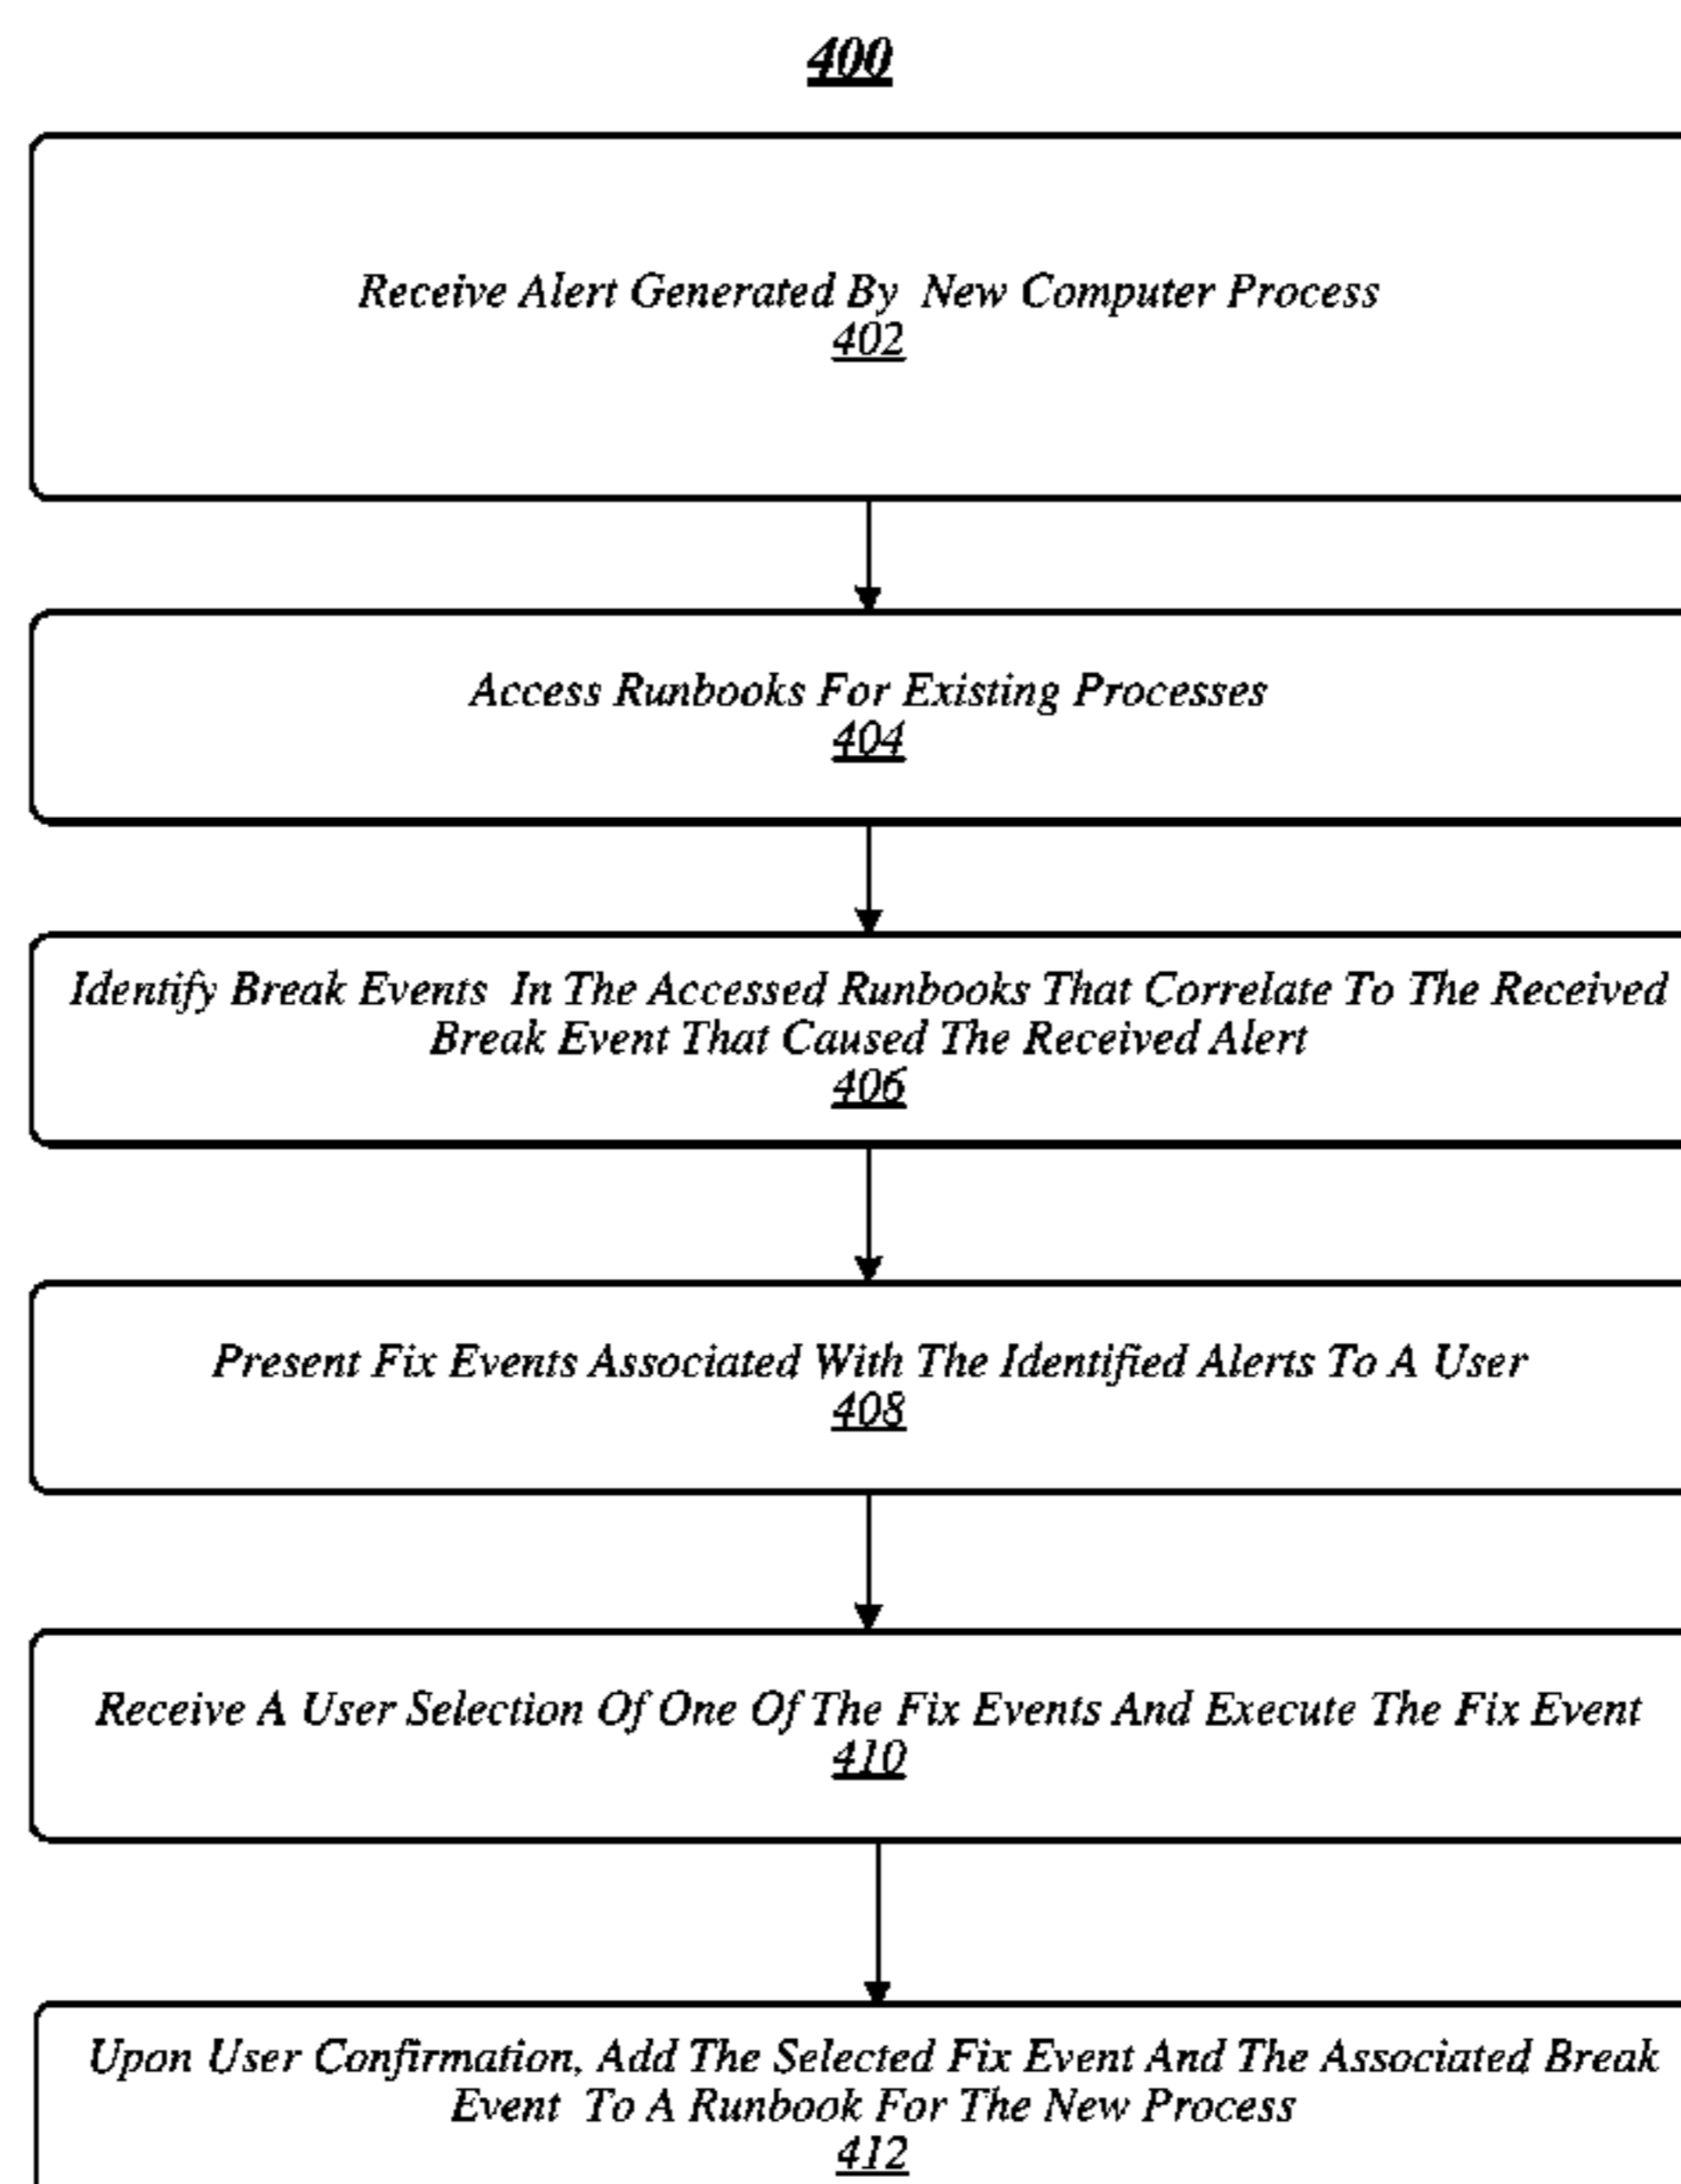 400
Receive Alert Generated By New Computer Process
402
Access Runbooks For Existing Processes
404
Identify Break Events In The Accessed Runbooks That Correlate To The Received
Break Event That Caused The Received Alert
406
Present Fix Events Associated With The Identified Alerts To A User
408
Receive A User Selection Of One Of The Fix Events And Execute The Fix Event
410
Upon User Confirmation, Add The Selected Fix Event And The Associated Break
Event To A Runbook For The New Process
412